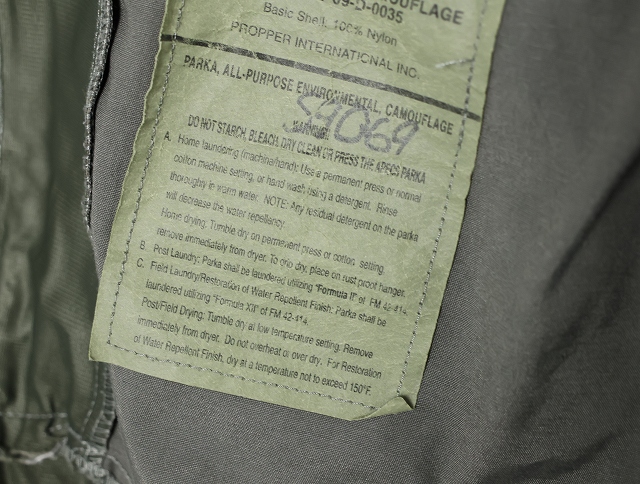 OUFLAGE
09-D-0035
Basic Shell, 100% Nylon
PROPPER INTERNATIONAL INC.
PARKA, ALL-PURPOSE ENVIRONMENTAL, CAMOUFLAGE
WARNING!
DO NOT STARCH, BLEACH, DRY CLEAN OR PRESS THE APECS PARKA
A. Home laundering (machine/hand): Use a permanent press or normal
cotton machine setting, or hand wash using a detergent. Rinse
thoroughly in warm water. NOTE: Any residual detergent on the parka
will decrease the water repellancy.
Home drying: Tumble dry on permanent press or cotton setting,
remove immediately from dryer. To drip dry, place on rust proof hanger.
B. Post Laundry: Parka shall be laundered utilizing "Formula II" of FM 42-414.
C. Field Laundry/Restoration of Water Repellent Finish: Parka shall be
laundered utilizing "Formula XII" of FM 42-414.
Post/Field Drying: Tumble dry at low temperature setting. Remove
immediately from dryer. Do not overheat or over dry. For Restoration
of Water Repellent Finish, dry at a temperature not to exceed 150°F.